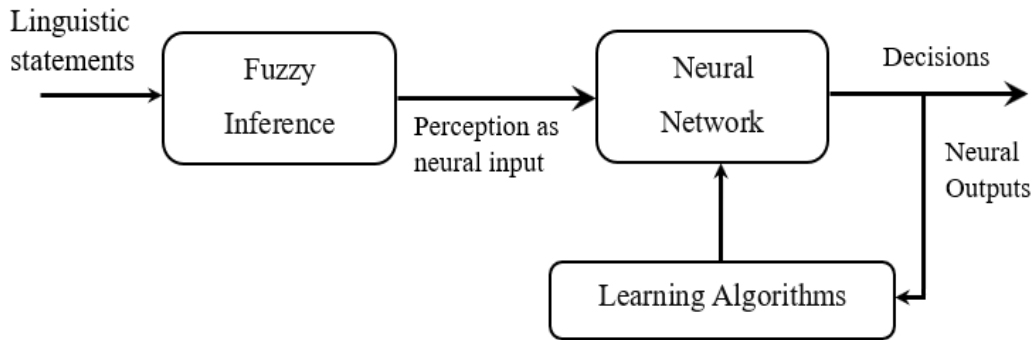 Linguistic
statements
Fuzzy
Inference
Perception as
neural input
Neural
Network
Decisions
Neural
Outputs
Learning Algorithms